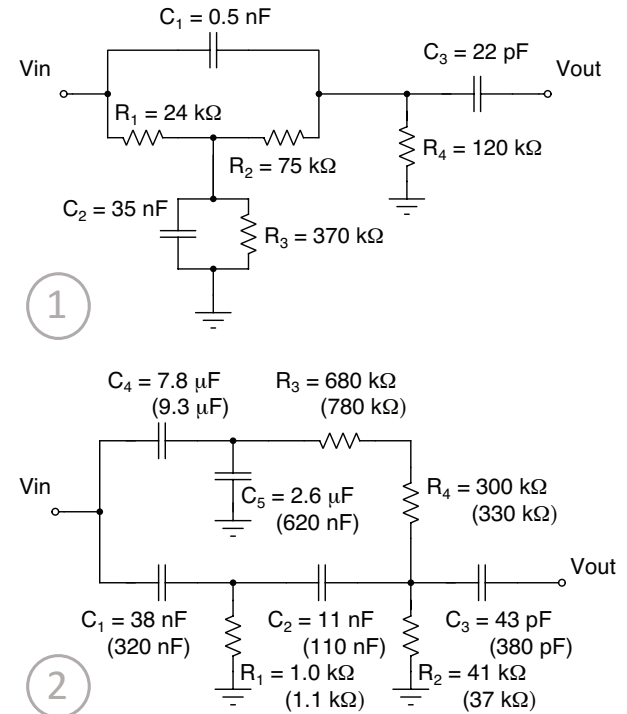 C₁ = 0.5 nF
C₃ = 22 pF
Vin
Vout
R₁ = 24 kΩ
R₄ = 120 kΩ
R₂ = 75 kΩ
C₂ = 35 nF
R₃ = 370 kΩ
1
C₄ = 7.8 μF
(9.3 μF)
R₃ = 680 kΩ
(780 kΩ)
Vin
C₅ = 2.6 μF
(620 nF)
R₄ = 300 kΩ
(330 kΩ)
Vout
C₁ = 38 nF
(320 nF)
C₂ = 11 nF
(110 nF)
C₃ = 43 pF
(380 pF)
R₁ = 1.0 kΩ
(1.1 kΩ)
R₂ = 41 kΩ
(37 kΩ)
2